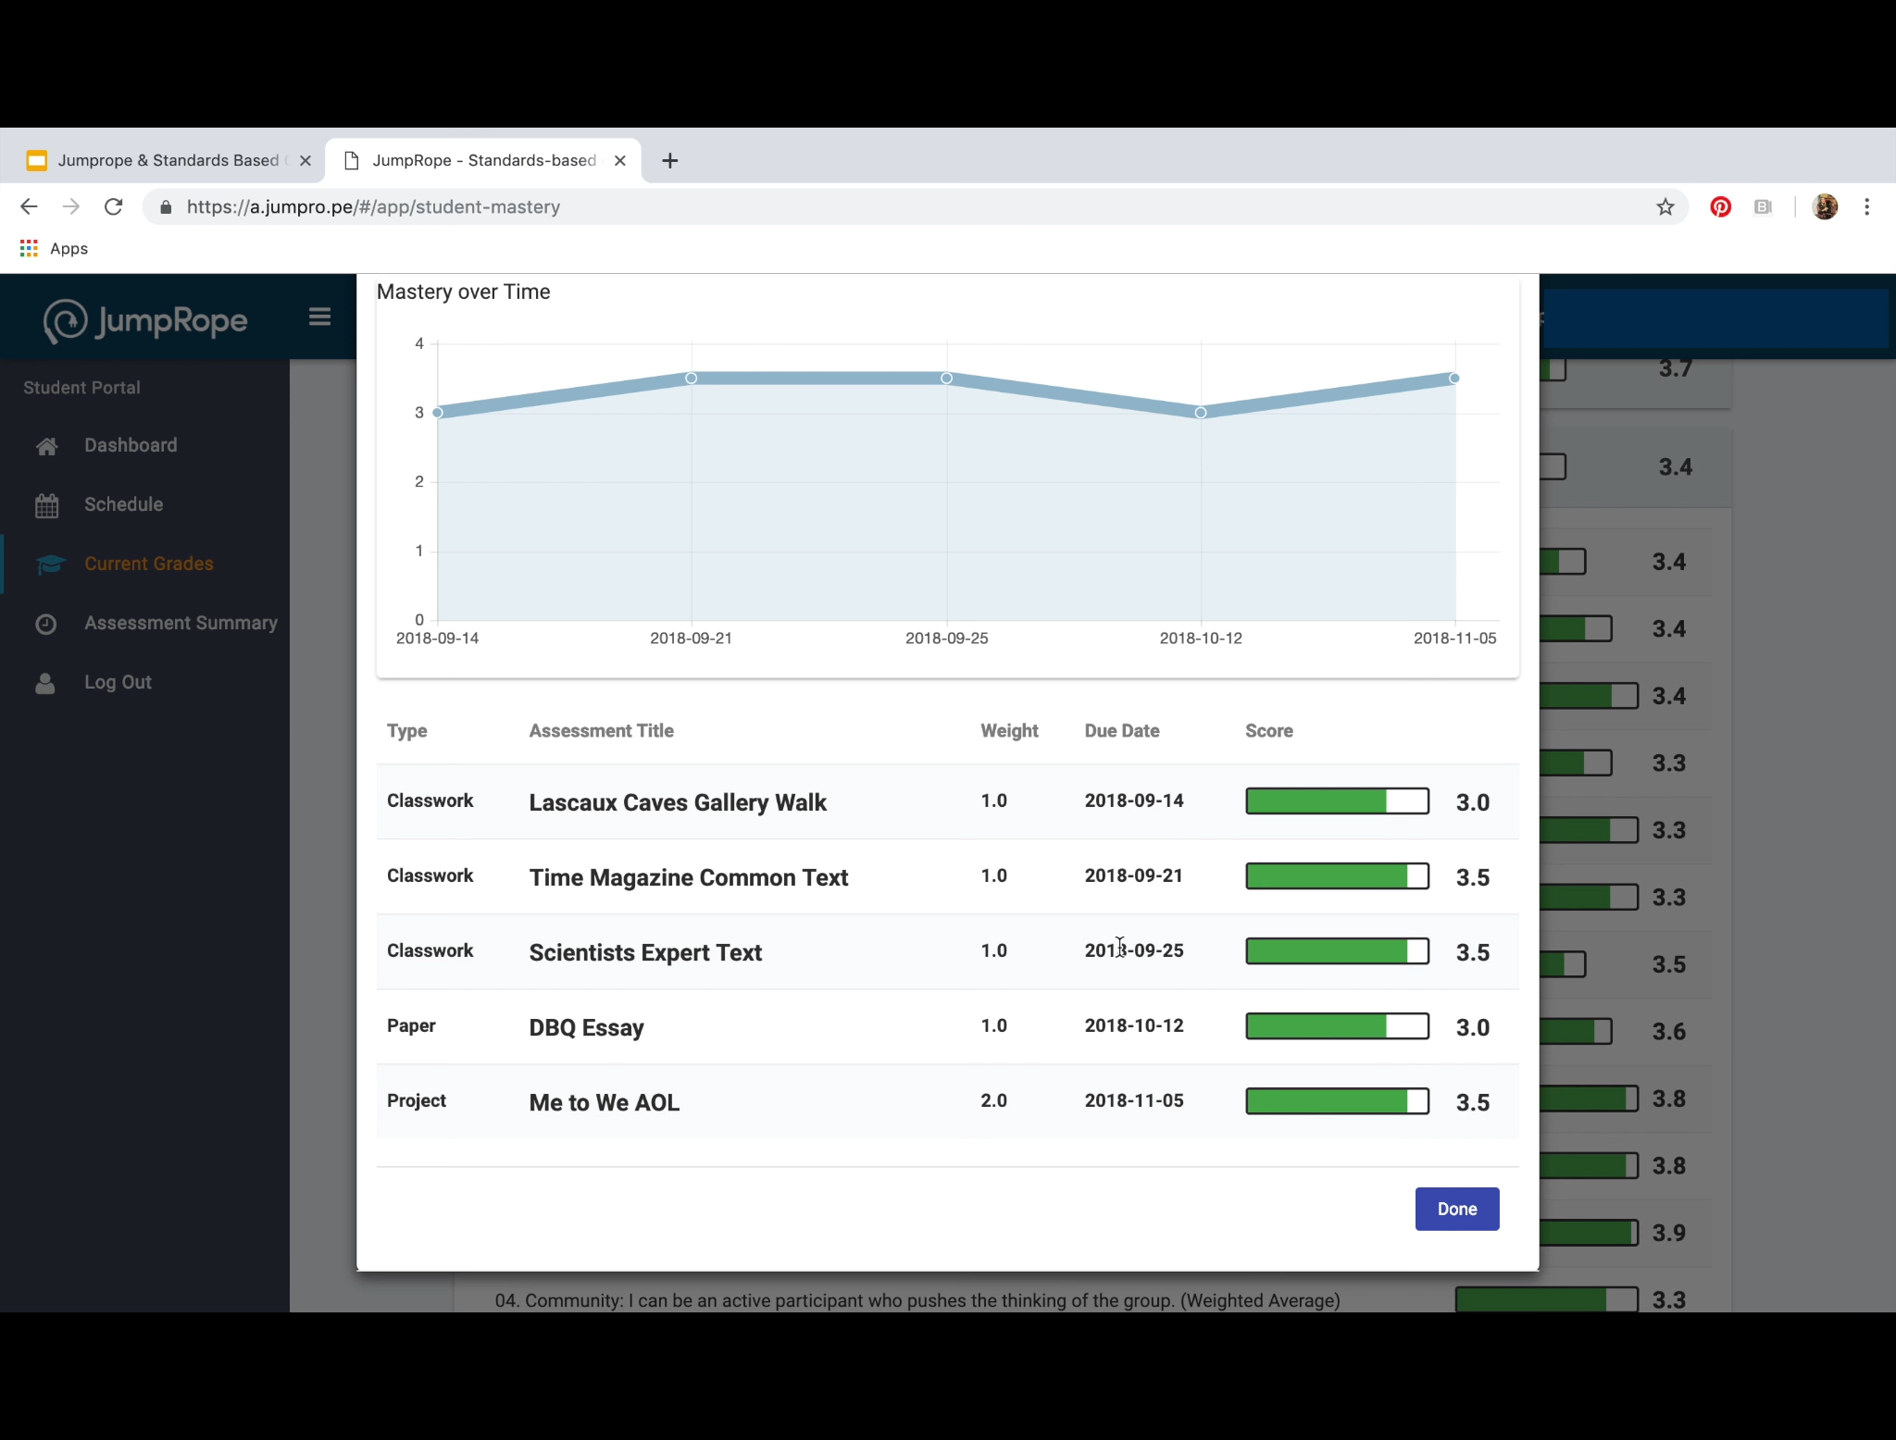 Jumprope & Standards Based
JumpRope - Standards-based
https://a.jumpro.pe/#/app/student-mastery
Apps
JumpRope
Student Portal
Dashboard
Schedule
Current Grades
Assessment Summary
Log Out
Mastery over Time
4
3
2
1
0
2018-09-14 2018-09-21 2018-09-25 2018-10-12 2018-11-05
Type Assessment Title Weight Due Date Score
Classwork Lascaux Caves Gallery Walk 1.0 2018-09-14 3.0
Classwork Time Magazine Common Text 1.0 2018-09-21 3.5
Classwork Scientists Expert Text 1.0 2018-09-25 3.5
Paper DBQ Essay 1.0 2018-10-12 3.0
Project Me to We AOL 2.0 2018-11-05 3.5
Done
3.7
3.4
3.4
3.4
3.4
3.3
3.3
3.3
3.5
3.6
3.8
3.8
3.9
04. Community: I can be an active participant who pushes the thinking of the group. (Weighted Average) 3.3